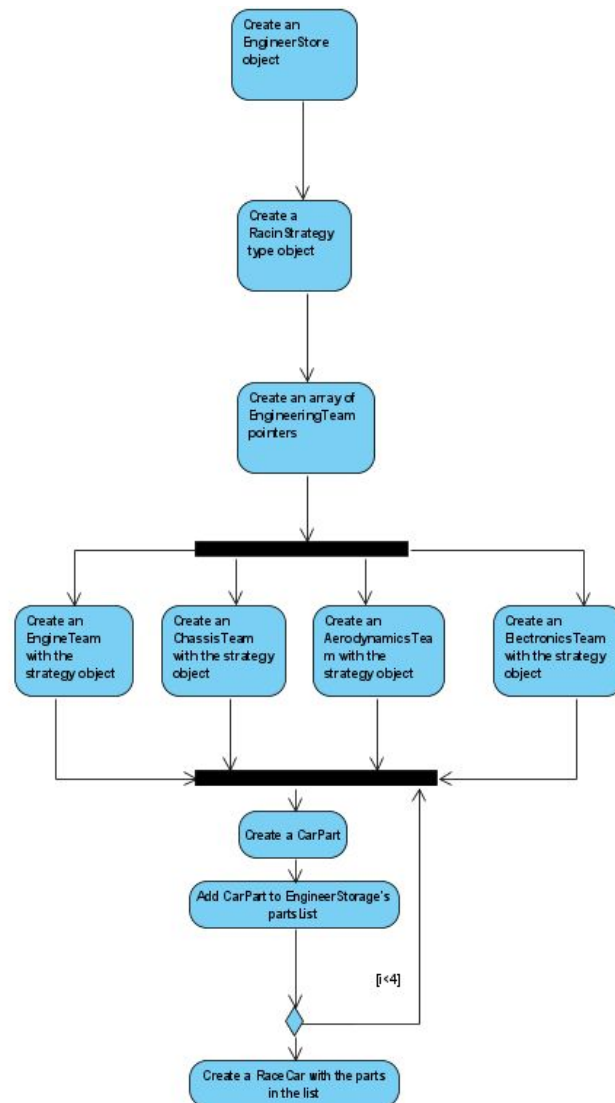 Create an
EngineerStore
object
Create a
RacinStrategy
type object
Create an array of
EngineeringTeam
pointers
Create an
EngineTeam
with the
strategy object
Create an
ChassisTeam
with the strategy
object
Create an
AerodynamicsTea
m with the
strategy object
Create an
ElectronicsTeam
with the strategy
object
Create a CarPart
Add CarPart to EngineerStorage's
partsList
[i<4]
Create a RaceCar with the parts
in the list